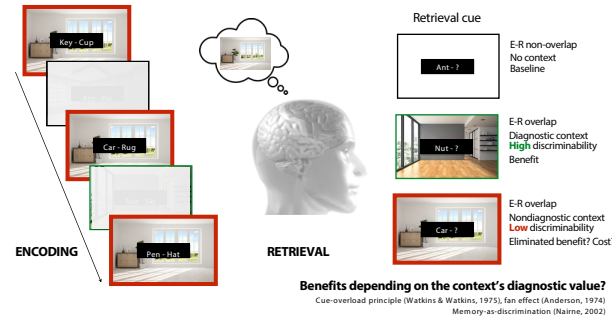 Retrieval cue
Key - Cup
E-R non-overlap
No context
Baseline
Ant - ?
Car - Rug
E-R overlap
Diagnostic context
High discriminability
Benefit
Nut - ?
E-R overlap
Nondiagnostic context
Low discriminability
Eliminated benefit? Cost
Car - ?
Pen - Hat
ENCODING
RETRIEVAL
Benefits depending on the context's diagnostic value?
Cue-overload principle (Watkins & Watkins, 1975), fan effect (Anderson, 1974)
Memory-as-discrimination (Nairne, 2002)